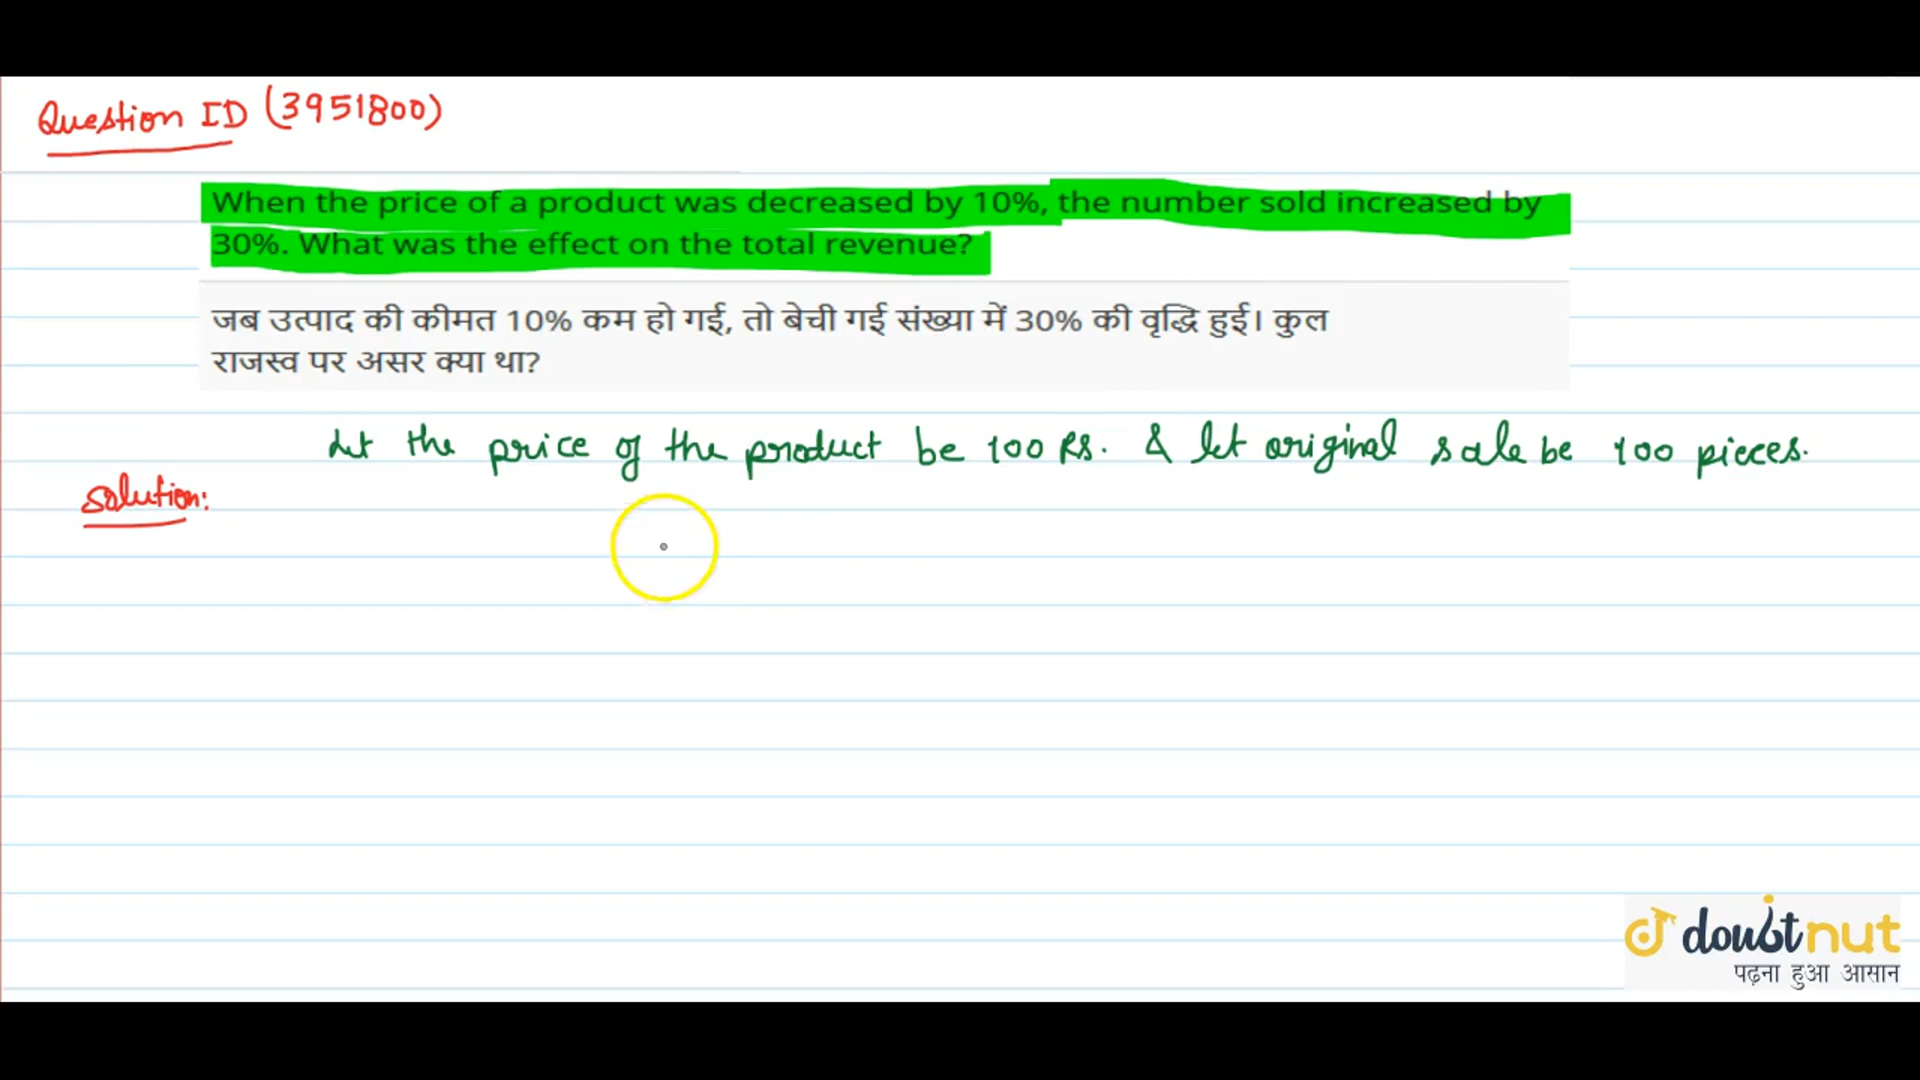 Question ID (3951800)
When the price of a product was decreased by 10%, the number sold increased by
30%. What was the effect on the total revenue?
जब उत्पाद की कीमत 10% कम हो गई, तो बेची गई संख्या में 30% की वृद्धि हुई। कुल
राजस्व पर असर क्या था?
Let the price of the product be 100 Rs. & let original sale be 100 pieces.
Solution:
doubtnut
पढ़ना हुआ आसान